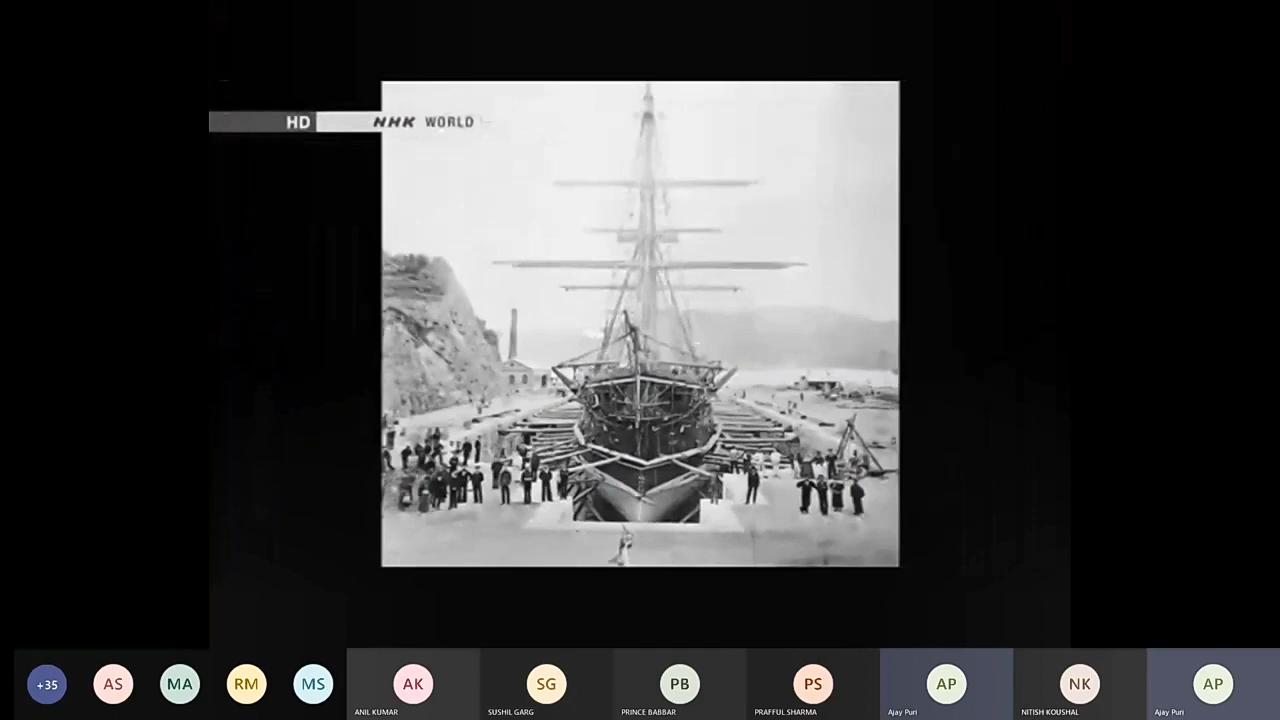 HD NHK WORLD
+35 AS MA RM MS AK SG PB PS AP NK AP
ANIL KUMAR SUSHIL GARG PRINCE BABBAR PRAFFUL SHARMA Ajay Puri NITISH KOUSHAL Ajay Puri